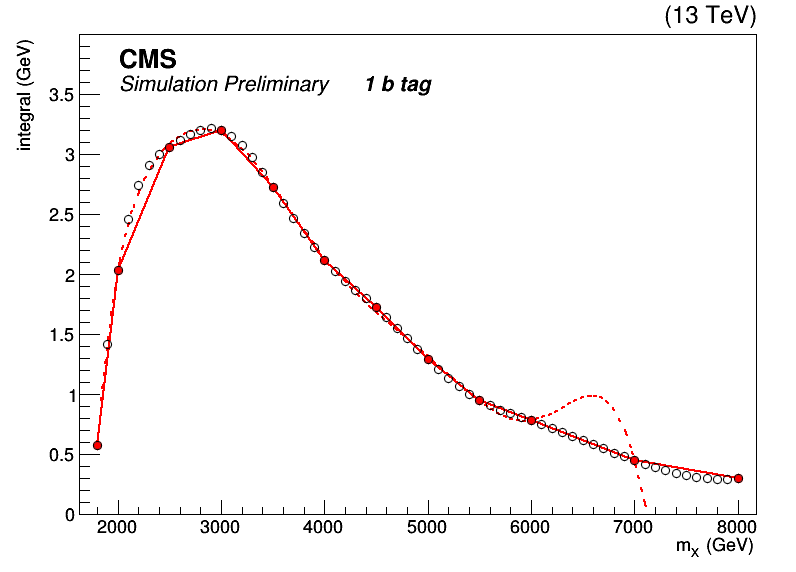 (13 TeV)
CMS
Simulation Preliminary 1 b tag
integral (GeV)
3.5
3
2.5
2
1.5
1
0.5
0
2000 3000 4000 5000 6000 7000 8000
m_X (GeV)